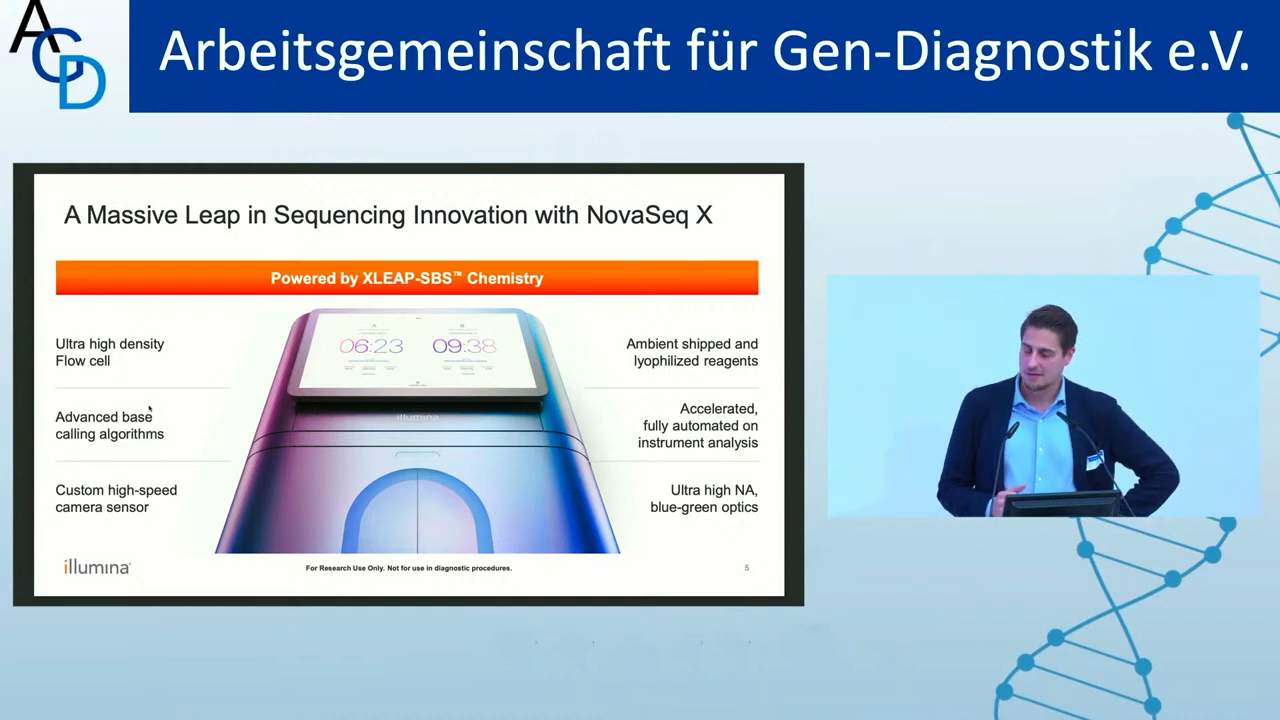 AGD
Arbeitsgemeinschaft für Gen-Diagnostik e.V.
A Massive Leap in Sequencing Innovation with NovaSeq X
Powered by XLEAP-SBS™ Chemistry
Ultra high density
Flow cell
Advanced base
calling algorithms
Custom high-speed
camera sensor
A
B
06:23
09:38
illumina
Ambient shipped and
lyophilized reagents
Accelerated,
fully automated on
instrument analysis
Ultra high NA,
blue-green optics
illumina®
For Research Use Only. Not for use in diagnostic procedures.
5